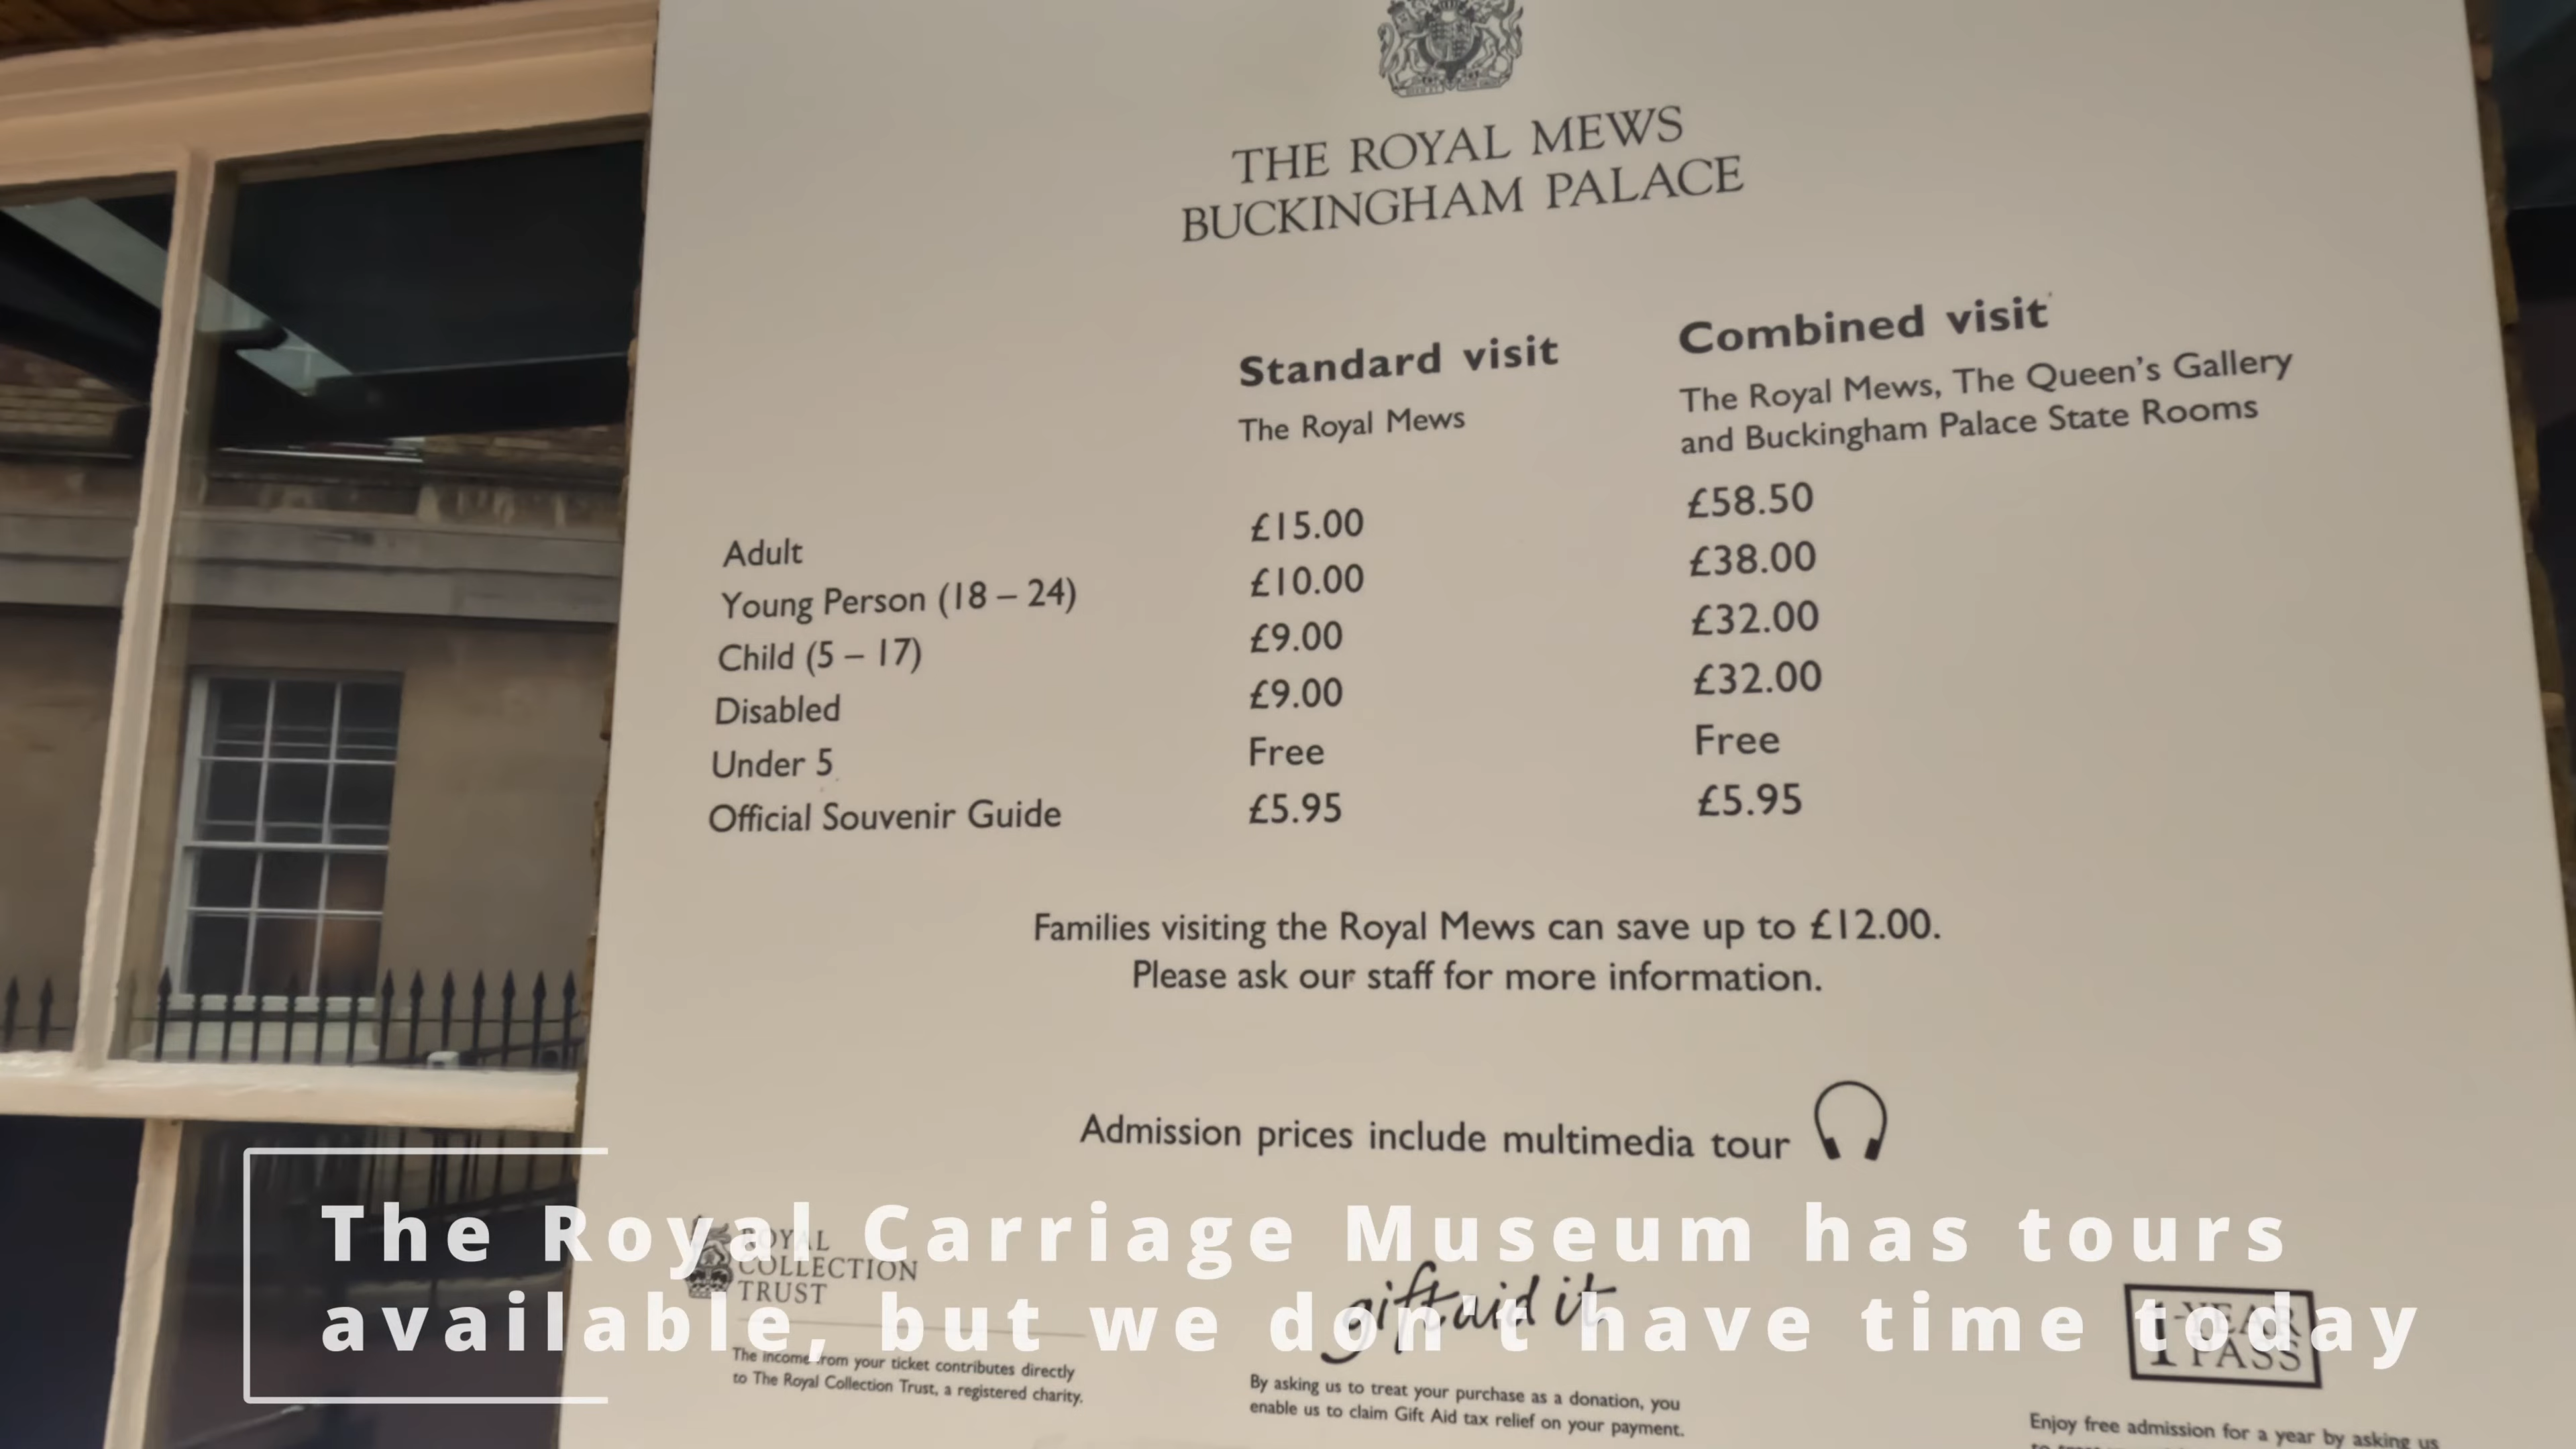 THE ROYAL MEWS
BUCKINGHAM PALACE
Standard visit
The Royal Mews
Combined visit
The Royal Mews, The Queen's Gallery
and Buckingham Palace State Rooms
Adult £15.00 £58.50
Young Person (18 – 24) £10.00 £38.00
Child (5 – 17) £9.00 £32.00
Disabled £9.00 £32.00
Under 5 Free Free
Official Souvenir Guide £5.95 £5.95
Families visiting the Royal Mews can save up to £12.00.
Please ask our staff for more information.
Admission prices include multimedia tour
The Royal Carriage Museum has tours
available, but we don't have time today
ROYAL
COLLECTION
TRUST
The income from your ticket contributes directly
to The Royal Collection Trust, a registered charity.
giftaid it
By asking us to treat your purchase as a donation, you
enable us to claim Gift Aid tax relief on your payment.
1-YEAR
PASS
Enjoy free admission for a year by asking us